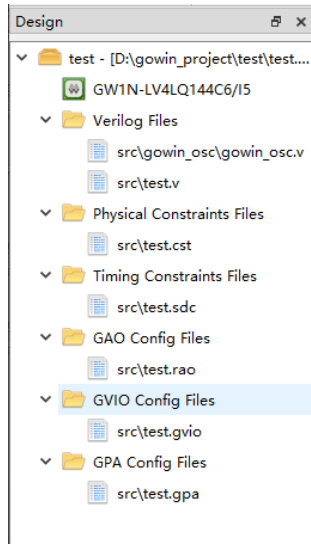 Design
test - [D:\gowin_project\test\test....
GW1N-LV4LQ144C6/I5
Verilog Files
src\gowin_osc\gowin_osc.v
src\test.v
Physical Constraints Files
src\test.cst
Timing Constraints Files
src\test.sdc
GAO Config Files
src\test.rao
GVIO Config Files
src\test.gvio
GPA Config Files
src\test.gpa